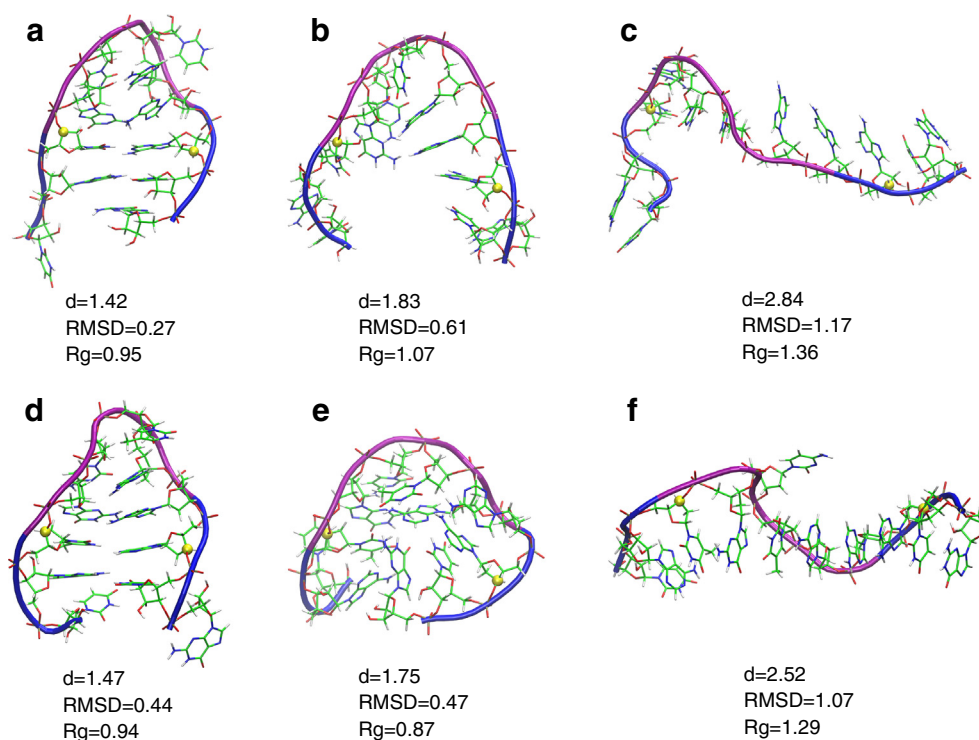 a
b
c
d=1.42
RMSD=0.27
Rg=0.95
d=1.83
RMSD=0.61
Rg=1.07
d=2.84
RMSD=1.17
Rg=1.36
d
e
f
d=1.47
RMSD=0.44
Rg=0.94
d=1.75
RMSD=0.47
Rg=0.87
d=2.52
RMSD=1.07
Rg=1.29